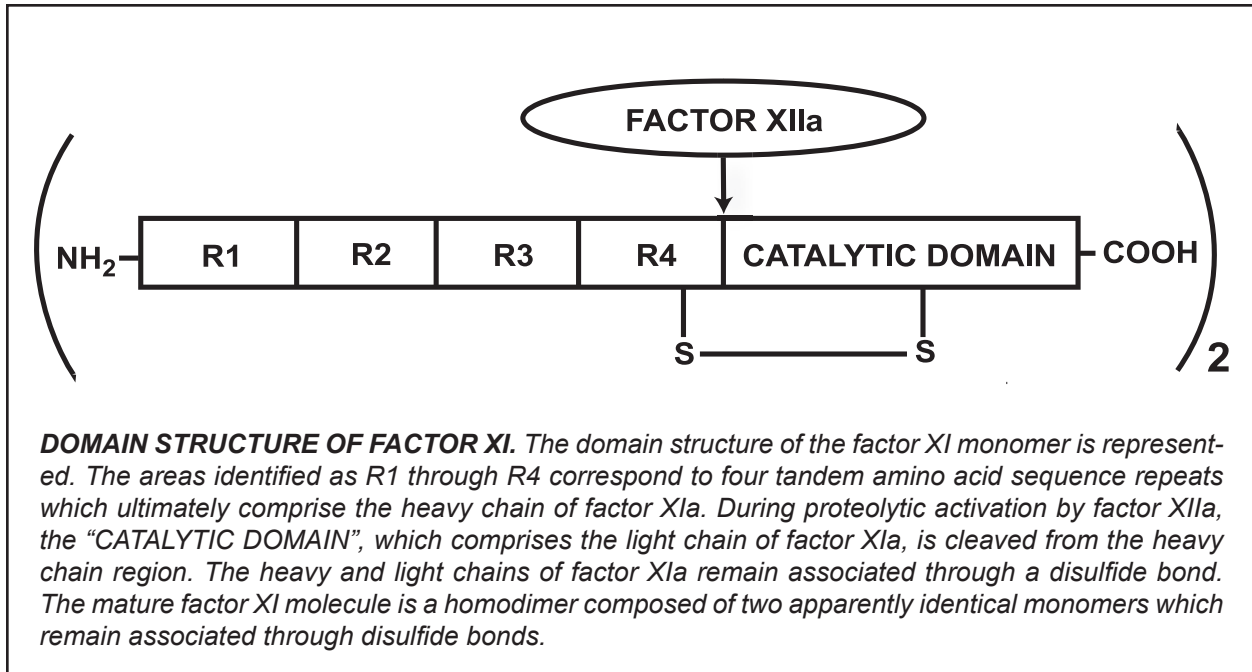 FACTOR XIIa
NH2 R1 R2 R3 R4 CATALYTIC DOMAIN COOH
S S
2
DOMAIN STRUCTURE OF FACTOR XI. The domain structure of the factor XI monomer is represent-
ed. The areas identified as R1 through R4 correspond to four tandem amino acid sequence repeats
which ultimately comprise the heavy chain of factor XIa. During proteolytic activation by factor XIIa,
the “CATALYTIC DOMAIN”, which comprises the light chain of factor XIa, is cleaved from the heavy
chain region. The heavy and light chains of factor XIa remain associated through a disulfide bond.
The mature factor XI molecule is a homodimer composed of two apparently identical monomers which
remain associated through disulfide bonds.